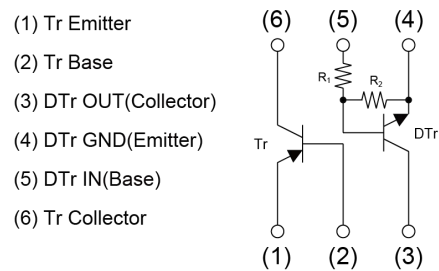 (1) Tr Emitter
(2) Tr Base
(3) DTr OUT(Collector)
(4) DTr GND(Emitter)
(5) DTr IN(Base)
(6) Tr Collector
(6) (5) (4)
R1
R2
Tr
DTr
(1) (2) (3)